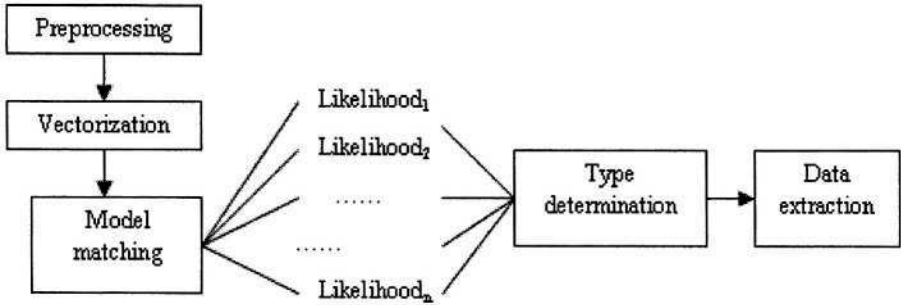 Preprocessing
Vectorization
Model
matching
Likelihood₁
Likelihood₂
......
......
Likelihoodₙ
Type
determination
Data
extraction